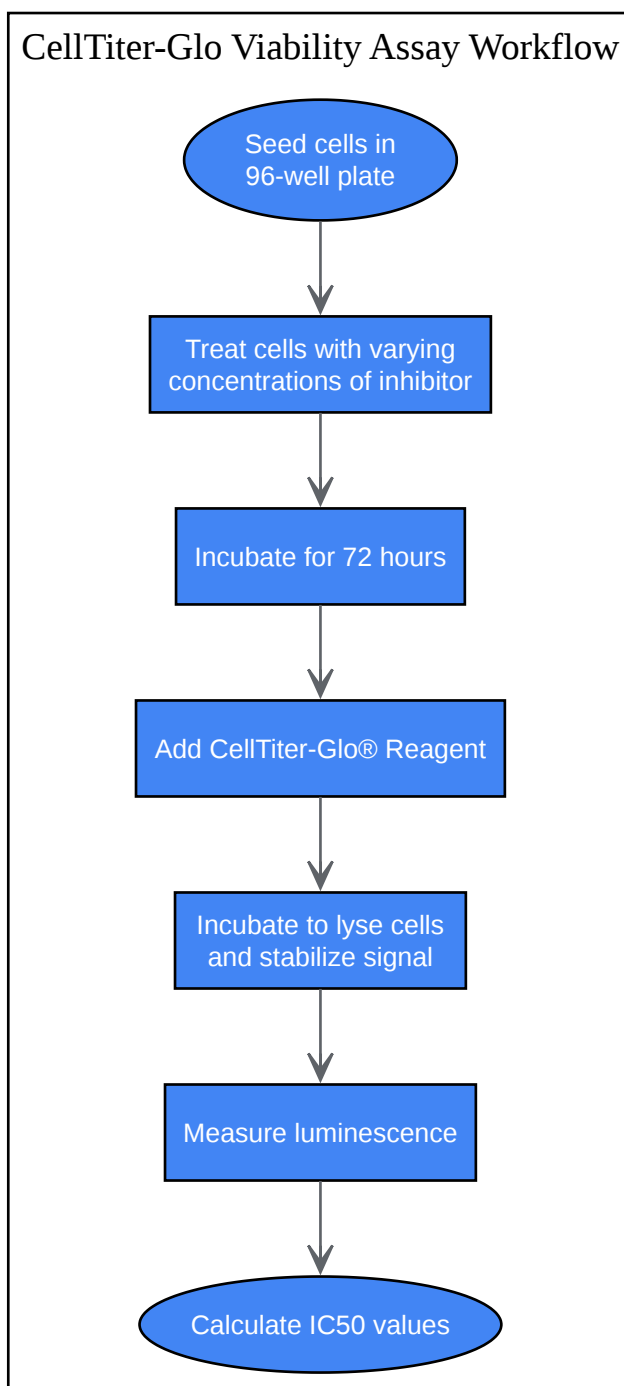 CellTiter-Glo Viability Assay Workflow
Seed cells in
96-well plate
Treat cells with varying
concentrations of inhibitor
Incubate for 72 hours
Add CellTiter-Glo® Reagent
Incubate to lyse cells
and stabilize signal
Measure luminescence
Calculate IC50 values